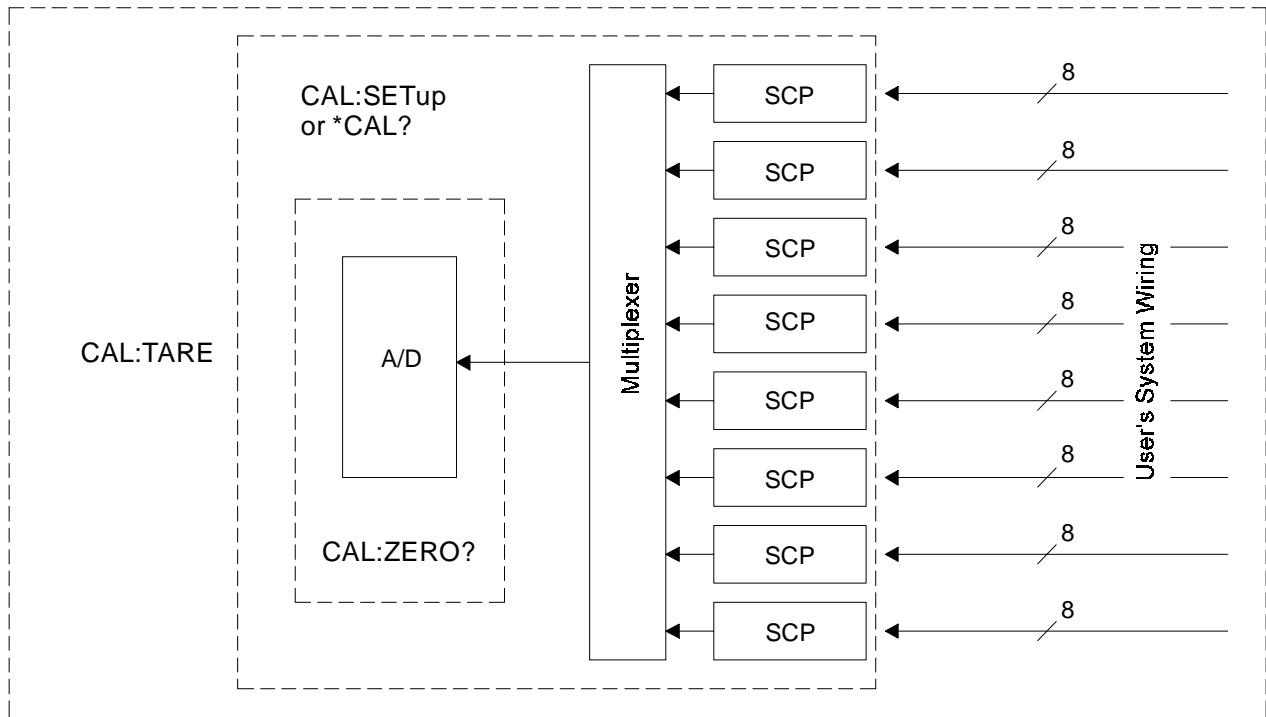 CAL:SETup
or *CAL?
CAL:TARE
A/D
CAL:ZERO?
Multiplexer
SCP
SCP
SCP
SCP
SCP
SCP
SCP
SCP
8
8
8
8
8
8
8
8
User's System Wiring